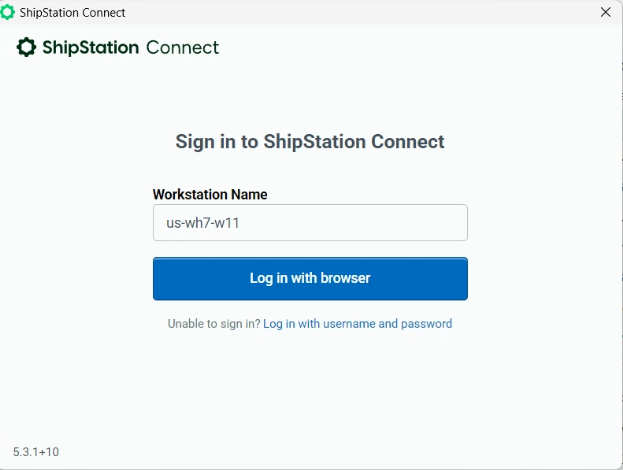 ShipStation Connect
ShipStation Connect
Sign in to ShipStation Connect
Workstation Name
us-wh7-w11
Log in with browser
Unable to sign in? Log in with username and password
5.3.1+10